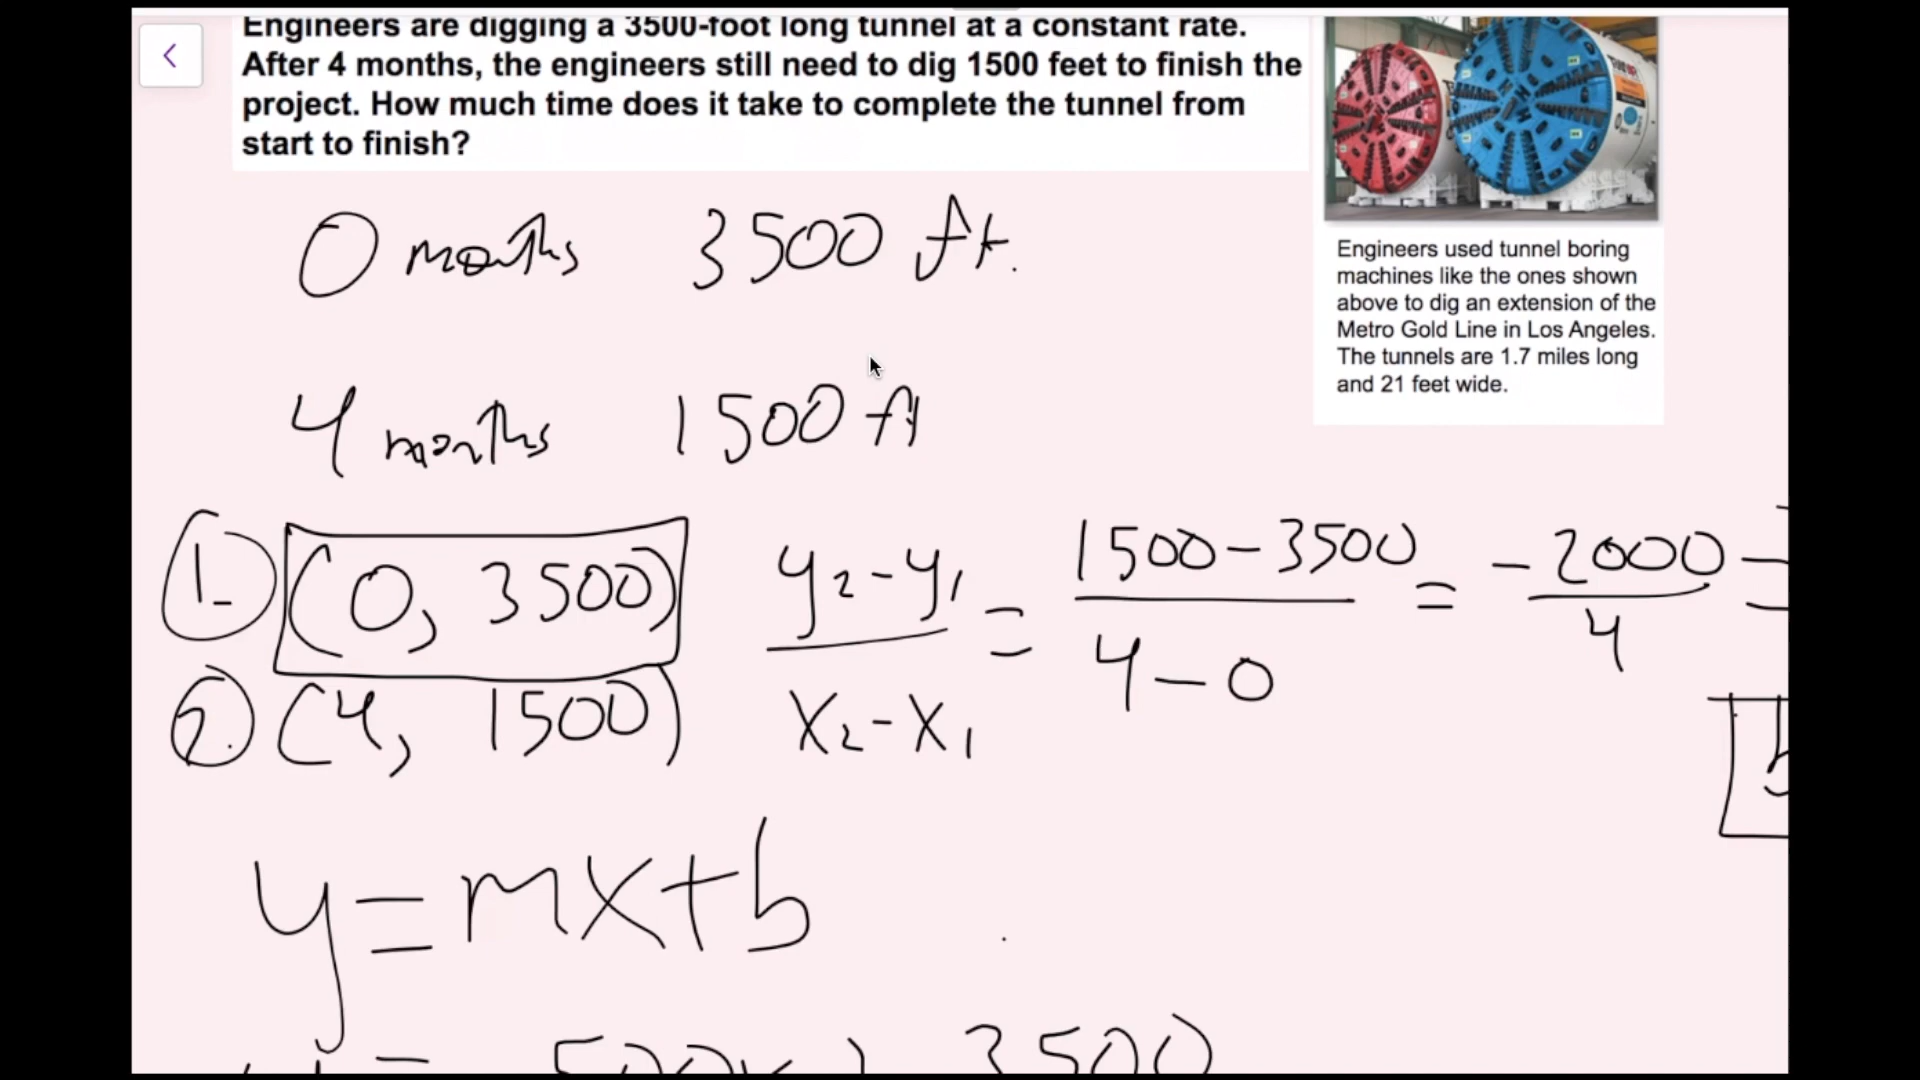 Engineers are digging a 3500-foot long tunnel at a constant rate.
After 4 months, the engineers still need to dig 1500 feet to finish the
project. How much time does it take to complete the tunnel from
start to finish?
Engineers used tunnel boring
machines like the ones shown
above to dig an extension of the
Metro Gold Line in Los Angeles.
The tunnels are 1.7 miles long
and 21 feet wide.
0 months 3500 ft.
4 months 1500 ft
1. (0, 3500)
2. (4, 1500)
y2-y1 / x2-x1 = 1500-3500 / 4-0 = -2000 / 4 =
y=mx+b
3500